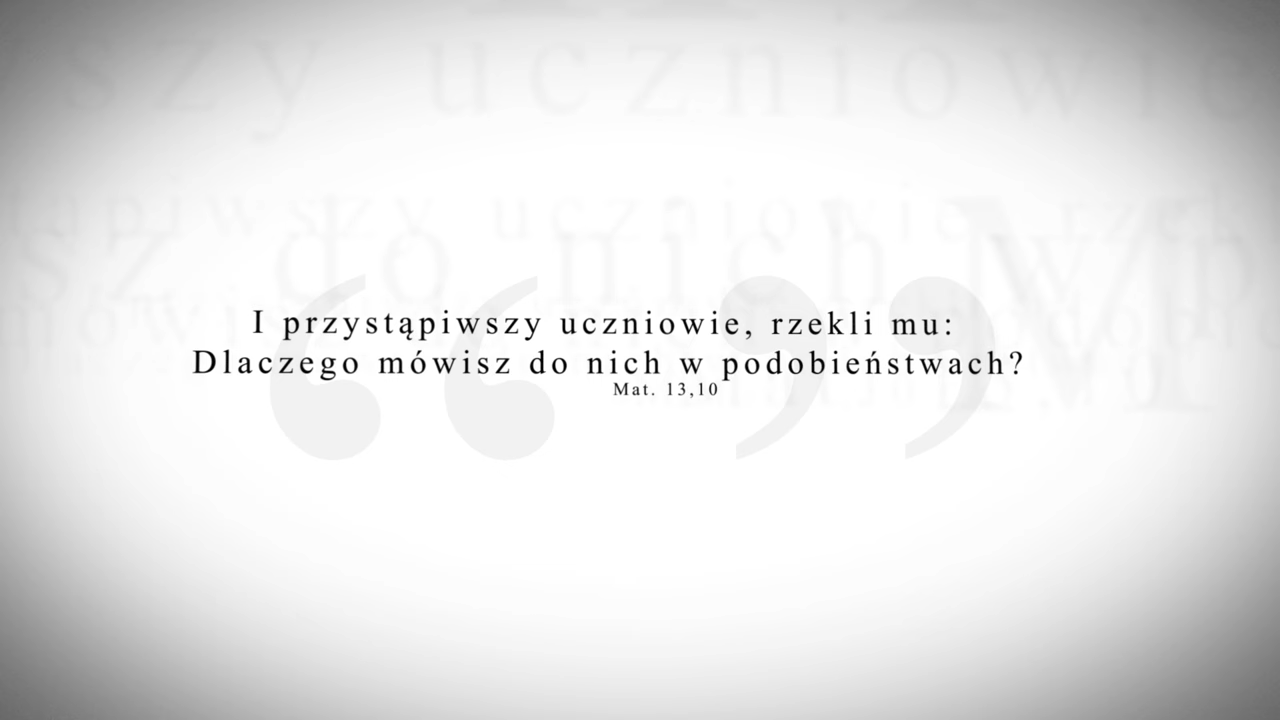 I przystąpiwszy uczniowie, rzekli mu:
Dlaczego mówisz do nich w podobieństwach?
Mat. 13,10